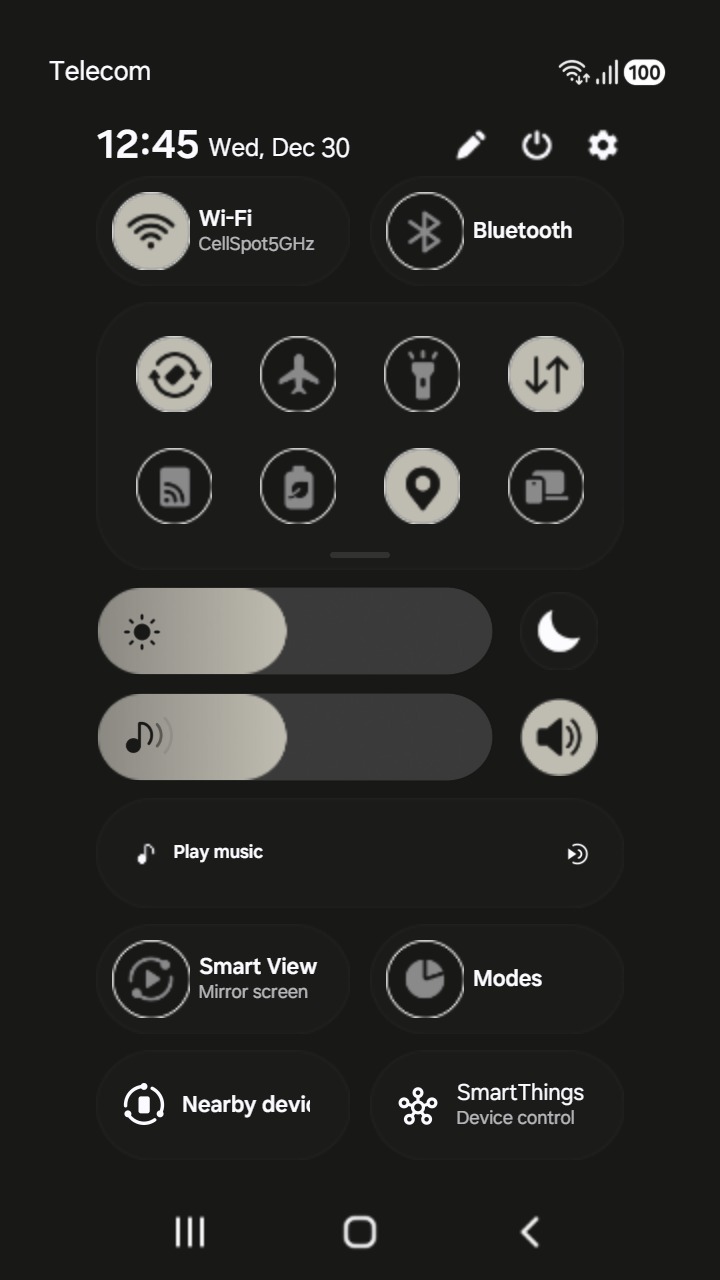 Telecom
100
12:45 Wed, Dec 30
Wi-Fi
CellSpot5GHz
Bluetooth
Play music
Smart View
Mirror screen
Modes
Nearby devi
SmartThings
Device control